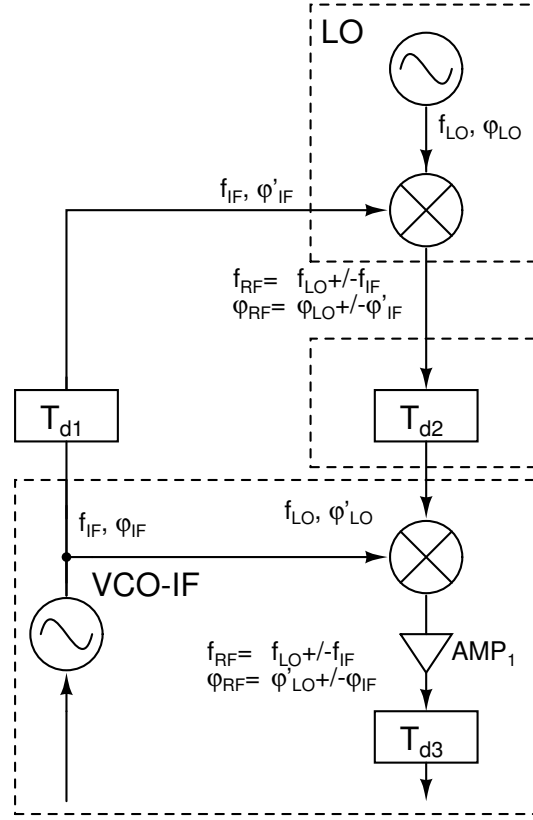 LO
f_LO, φ_LO
f_IF, φ'_IF
f_RF= f_LO+/-f_IF
φ_RF= φ_LO+/-φ'_IF
T_d1
T_d2
f_IF, φ_IF
f_LO, φ'_LO
VCO-IF
f_RF= f_LO+/-f_IF
φ_RF= φ'_LO+/-φ_IF
AMP_1
T_d3